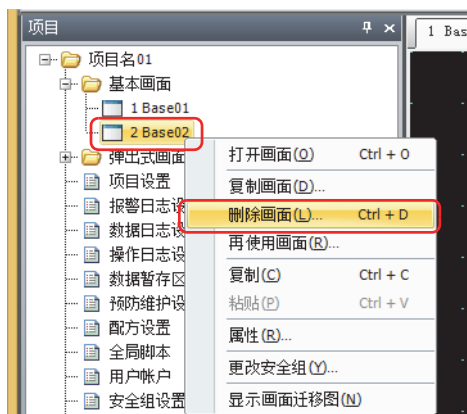 项目
1 Bas
项目名01
基本画面
1 Base01
2 Base02
弹出式画面
项目设置
报警日志设
数据日志设
操作日志设
数据暂存区
预防维护设
配方设置
全局脚本
用户帐户
安全组设置
打开画面(O) Ctrl + O
复制画面(D)...
删除画面(L)... Ctrl + D
再使用画面(R)...
复制(C) Ctrl + C
粘贴(P) Ctrl + V
属性(R)...
更改安全组(Y)...
显示画面迁移图(N)